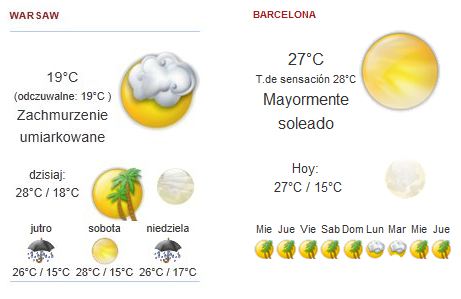 WARSAW
19°C
(odczuwalne: 19°C )
Zachmurzenie
umiarkowane
dzisiaj:
28°C / 18°C
jutro sobota niedziela
26°C / 15°C 28°C / 15°C 26°C / 17°C
BARCELONA
27°C
T.de sensación 28°C
Mayormente
soleado
Hoy:
27°C / 15°C
Mie Jue Vie Sab Dom Lun Mar Mie Jue